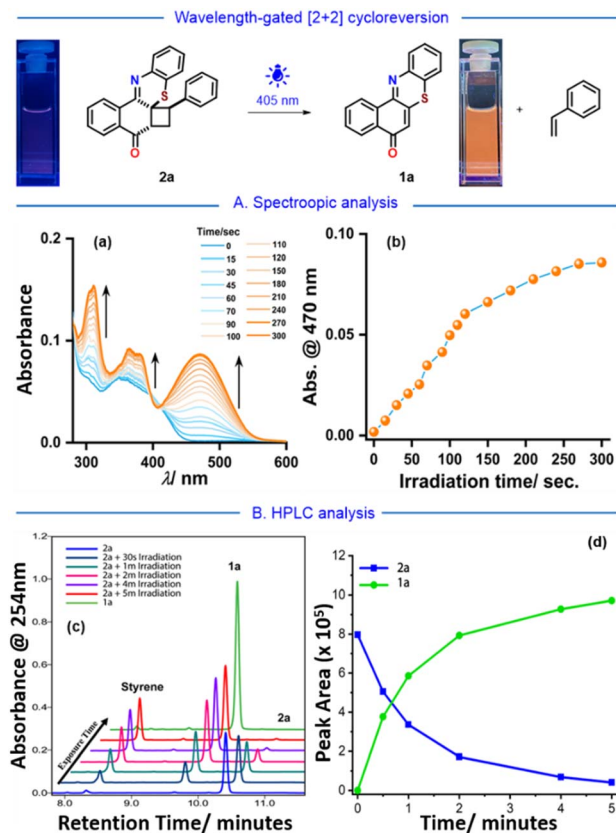 Wavelength-gated [2+2] cycloreversion
N
S
O
2a
405 nm
N
S
O
1a
+
A. Spectroopic analysis
(a)
Time/sec
0 110
15 120
30 150
45 180
60 210
70 240
90 270
100 300
Absorbance
0.2
0.1
0.0
300 400 500 600
λ/ nm
(b)
Abs. @ 470 nm
0.10
0.05
0.00
0 50 100 150 200 250 300
Irradiation time/ sec.
B. HPLC analysis
2a
2a + 30s Irradiation
2a + 1m Irradiation
2a + 2m Irradiation
2a + 4m Irradiation
2a + 5m Irradiation
1a
(c)
1a
Styrene
2a
Exposure Time
Absorbance @ 254nm
1.2
1.0
0.8
0.6
0.4
0.2
0.0
8.0 9.0 10.0 11.0
Retention Time/ minutes
(d)
2a
1a
Peak Area (x 10⁵)
12
10
8
6
4
2
0
0 1 2 3 4 5
Time/ minutes